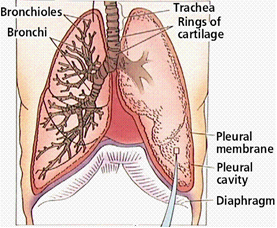 Bronchioles
Bronchi
Trachea
Rings of
cartilage
Pleural
membrane
Pleural
cavity
Diaphragm